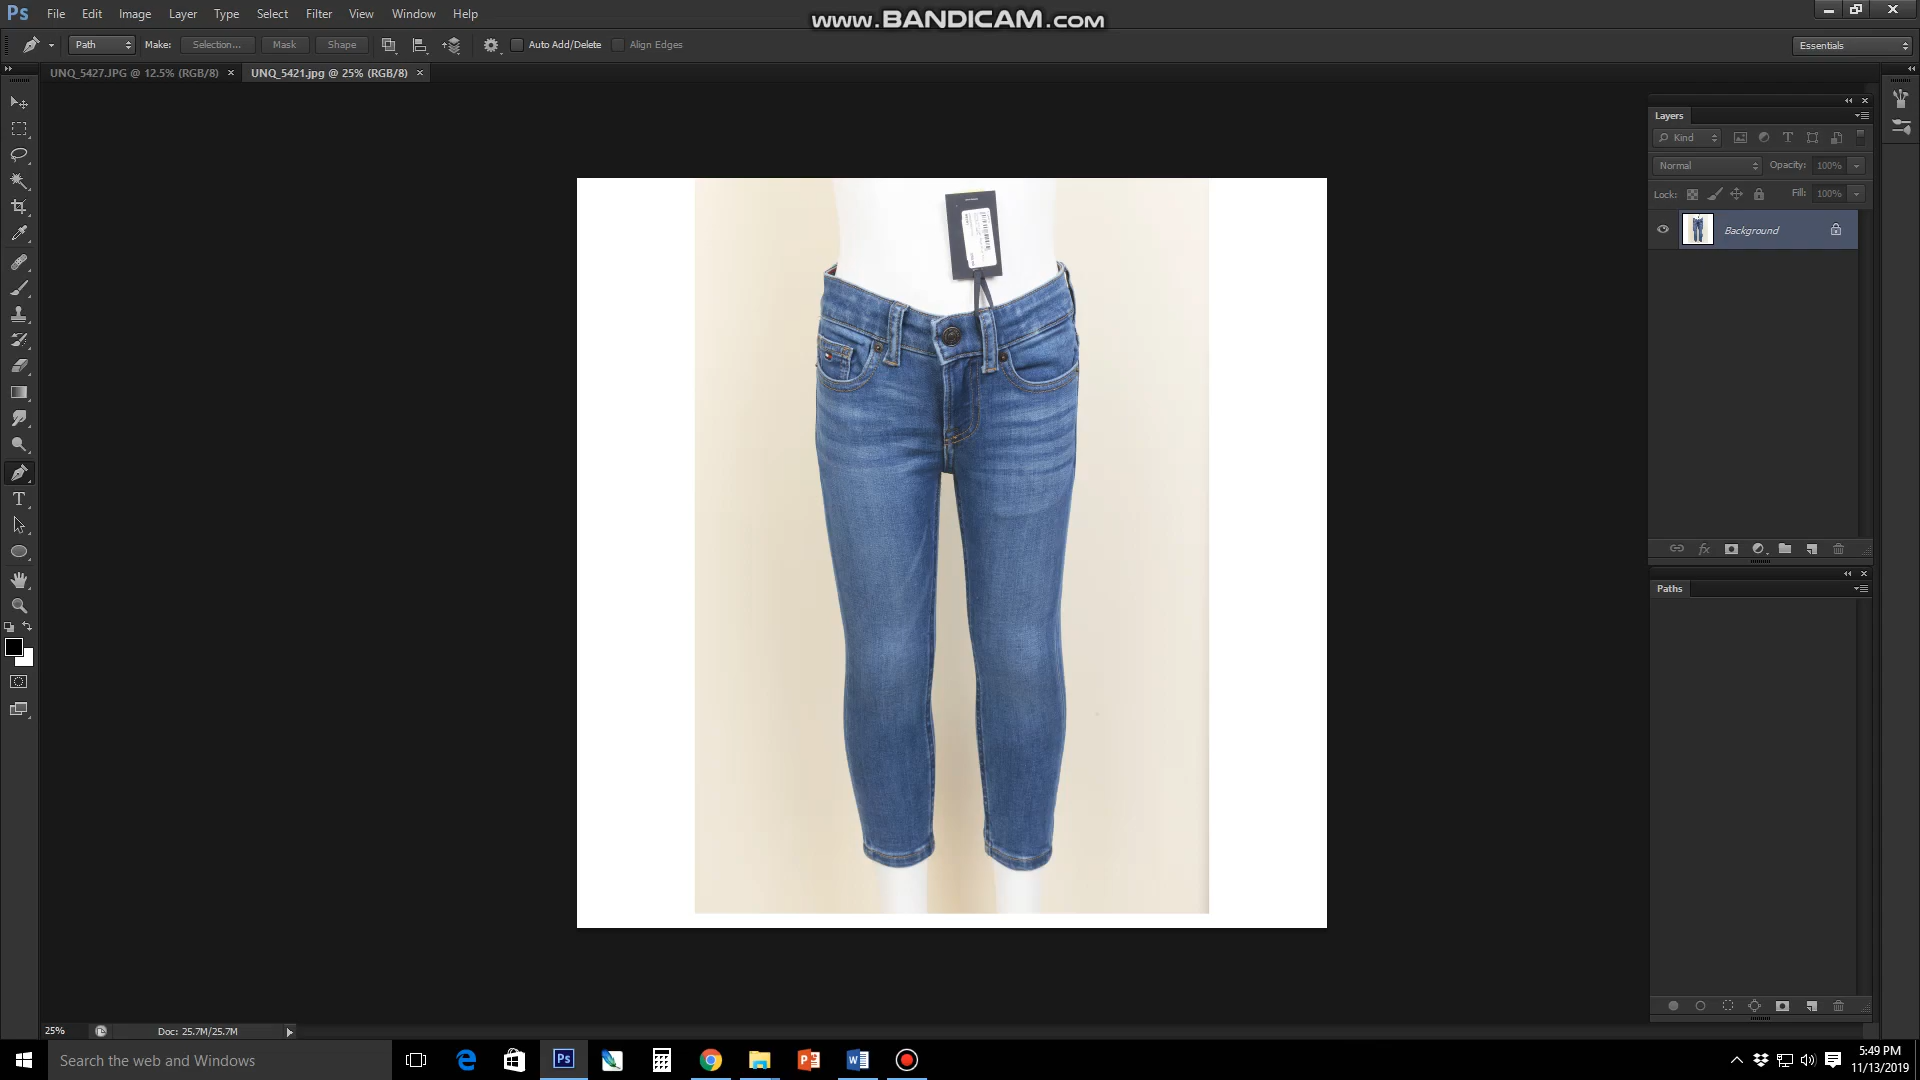 Ps File Edit Image Layer Type Select Filter View Window Help
www.BANDICAM.com
Path Make: Selection... Mask Shape Auto Add/Delete Align Edges Essentials
UNQ_5427.JPG @ 12.5% (RGB/8) × UNQ_5421.jpg @ 25% (RGB/8) ×
Layers
Kind
Normal Opacity: 100%
Lock: Fill: 100%
Background
fx
Paths
25% Doc: 25.7M/25.7M
Search the web and Windows
5:49 PM
11/13/2019